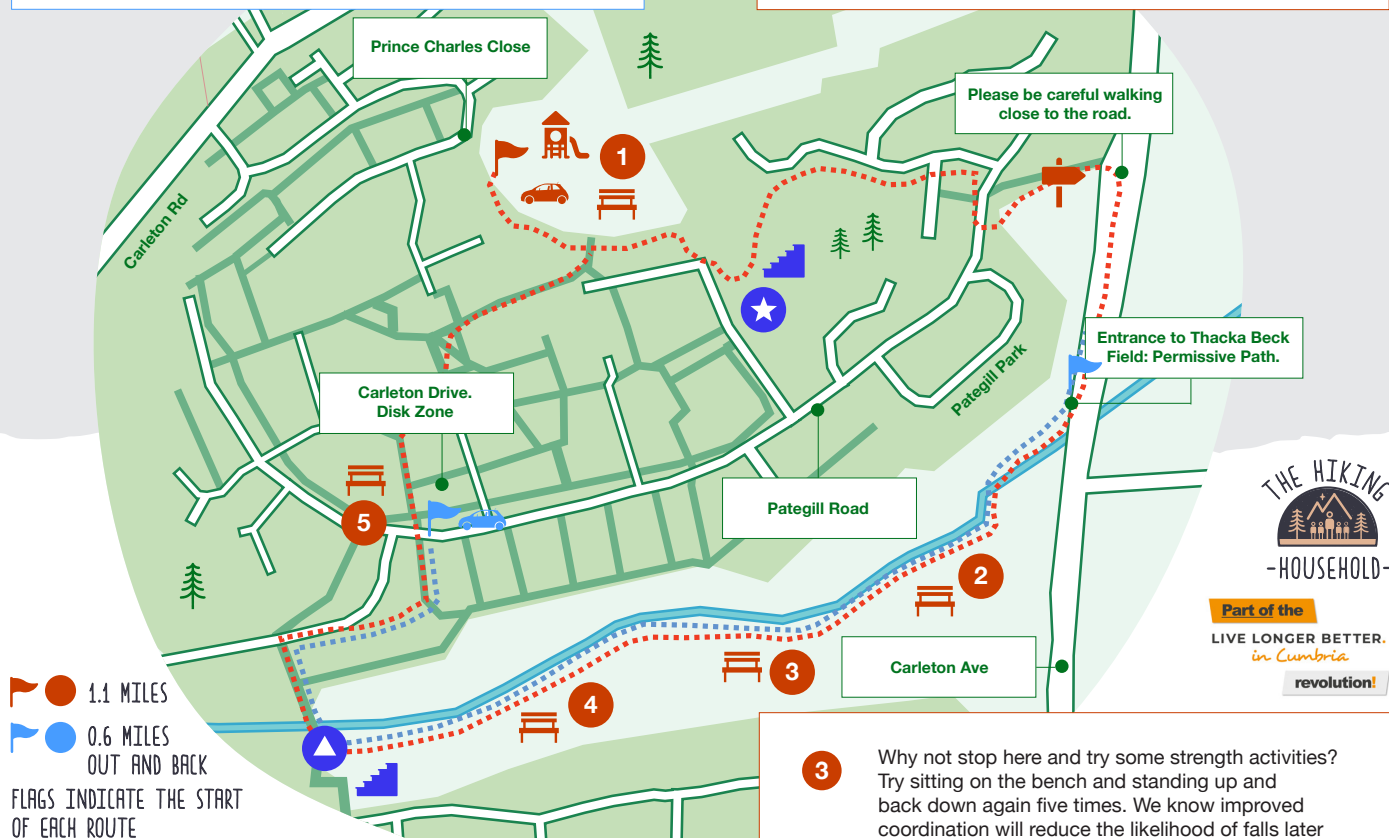 Prince Charles Close
Please be careful walking
close to the road.
1
Carleton Rd
Entrance to Thacka Beck
Field: Permissive Path.
Carleton Drive.
Disk Zone
Pategill Park
5
Pategill Road
2
3
Carleton Ave
4
THE HIKING
-HOUSEHOLD-
Part of the
LIVE LONGER BETTER.
in Cumbria
revolution!
1.1 MILES
0.6 MILES
OUT AND BACK
FLAGS INDICATE THE START
OF EACH ROUTE
3
Why not stop here and try some strength activities?
Try sitting on the bench and standing up and
back down again five times. We know improved
coordination will reduce the likelihood of falls later